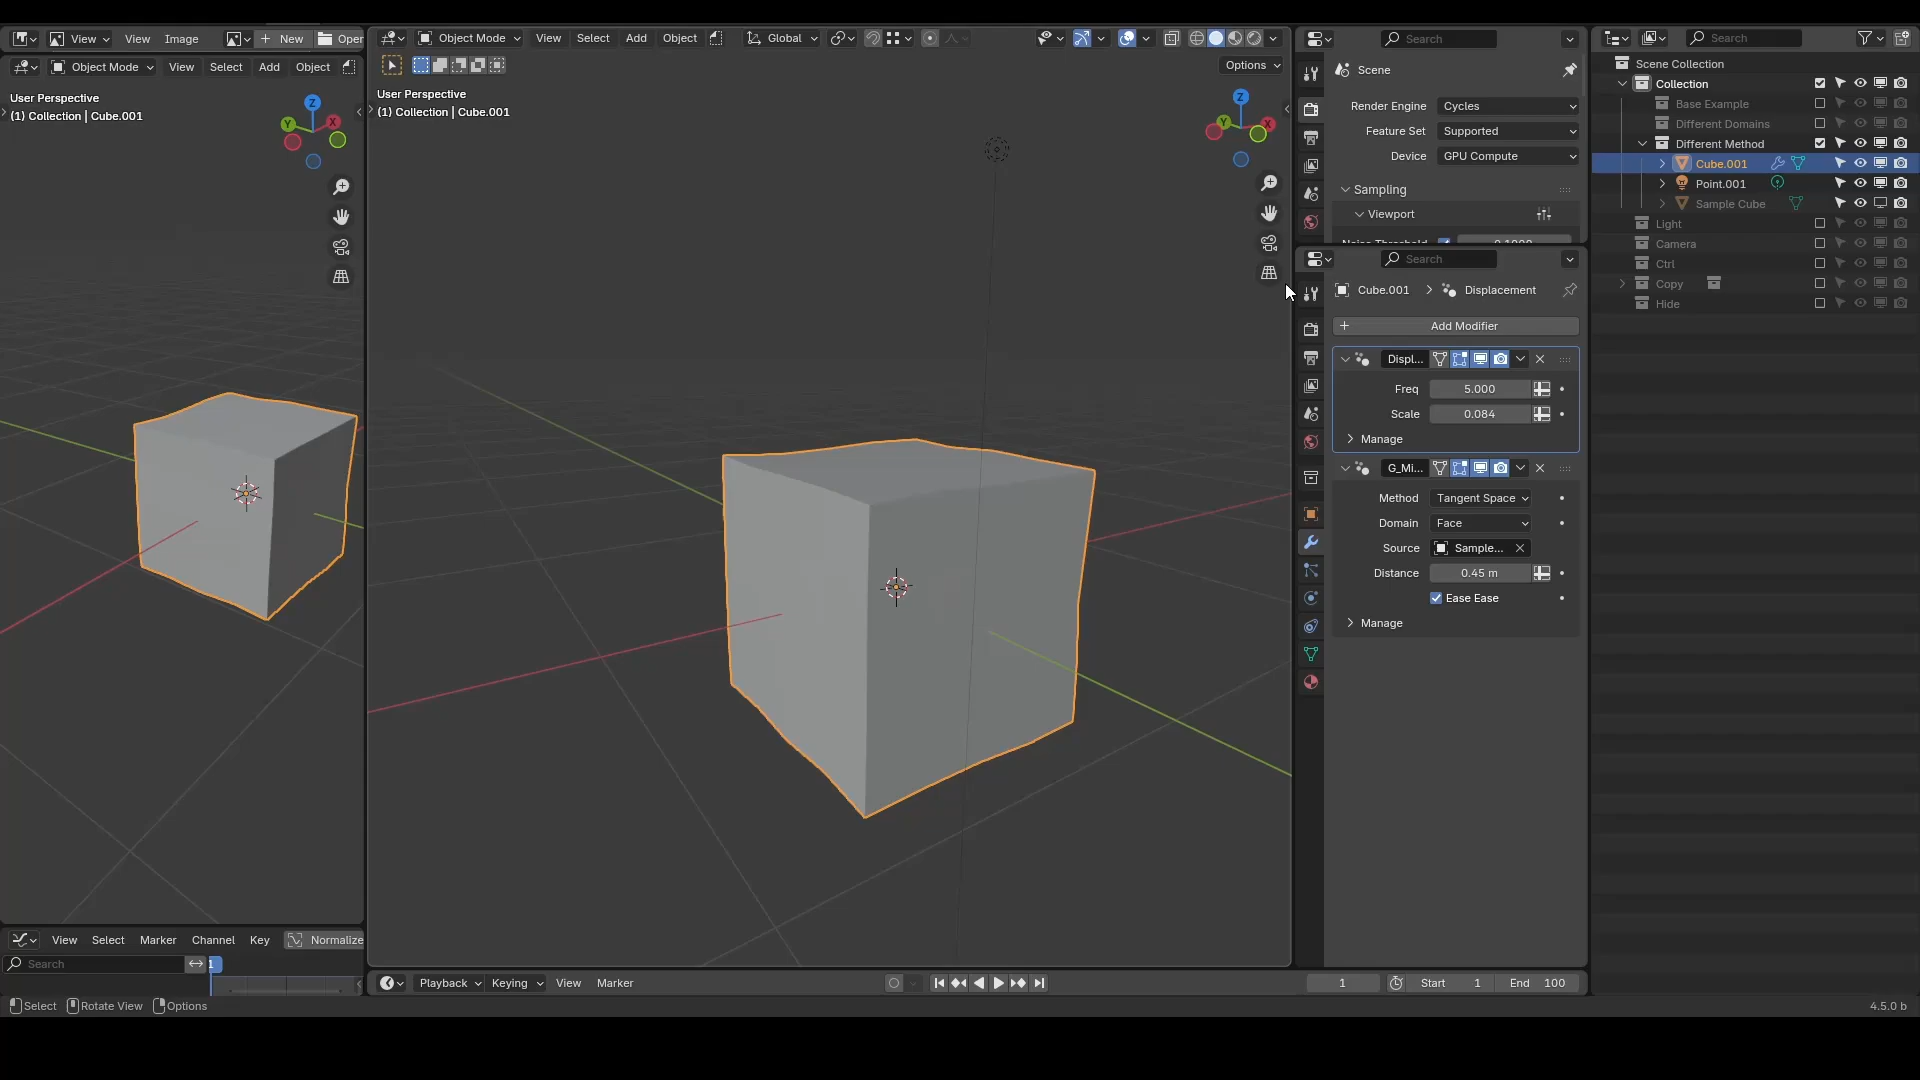 View
View
Image
New
Open
Object Mode
View
Select
Add
Object
User Perspective
(1) Collection | Cube.001
Z
Y
X
Object Mode
View
Select
Add
Object
Global
Options
User Perspective
(1) Collection | Cube.001
Z
Y
X
Search
Scene
Render Engine
Cycles
Feature Set
Supported
Device
GPU Compute
Sampling
Viewport
Noise Threshold
0.1000
Search
Cube.001
Displacement
Add Modifier
Displ...
Freq
5.000
Scale
0.084
Manage
G_Mi...
Method
Tangent Space
Domain
Face
Source
Sample...
Distance
0.45 m
Ease Ease
Manage
Search
Scene Collection
Collection
Base Example
Different Domains
Different Method
Cube.001
Point.001
Sample Cube
Light
Camera
Ctrl
Copy
Hide
View
Select
Marker
Channel
Key
Normalize
Search
1
Playback
Keying
View
Marker
1
Start
1
End
100
Select
Rotate View
Options
4.5.0 b